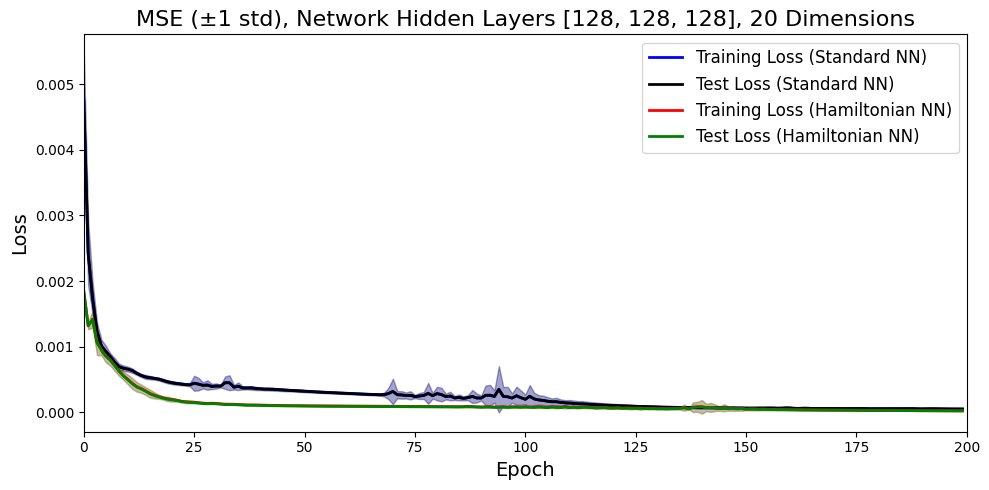 MSE (±1 std), Network Hidden Layers [128, 128, 128], 20 Dimensions
Training Loss (Standard NN)
Test Loss (Standard NN)
Training Loss (Hamiltonian NN)
Test Loss (Hamiltonian NN)
Loss
0.005
0.004
0.003
0.002
0.001
0.000
0 25 50 75 100 125 150 175 200
Epoch